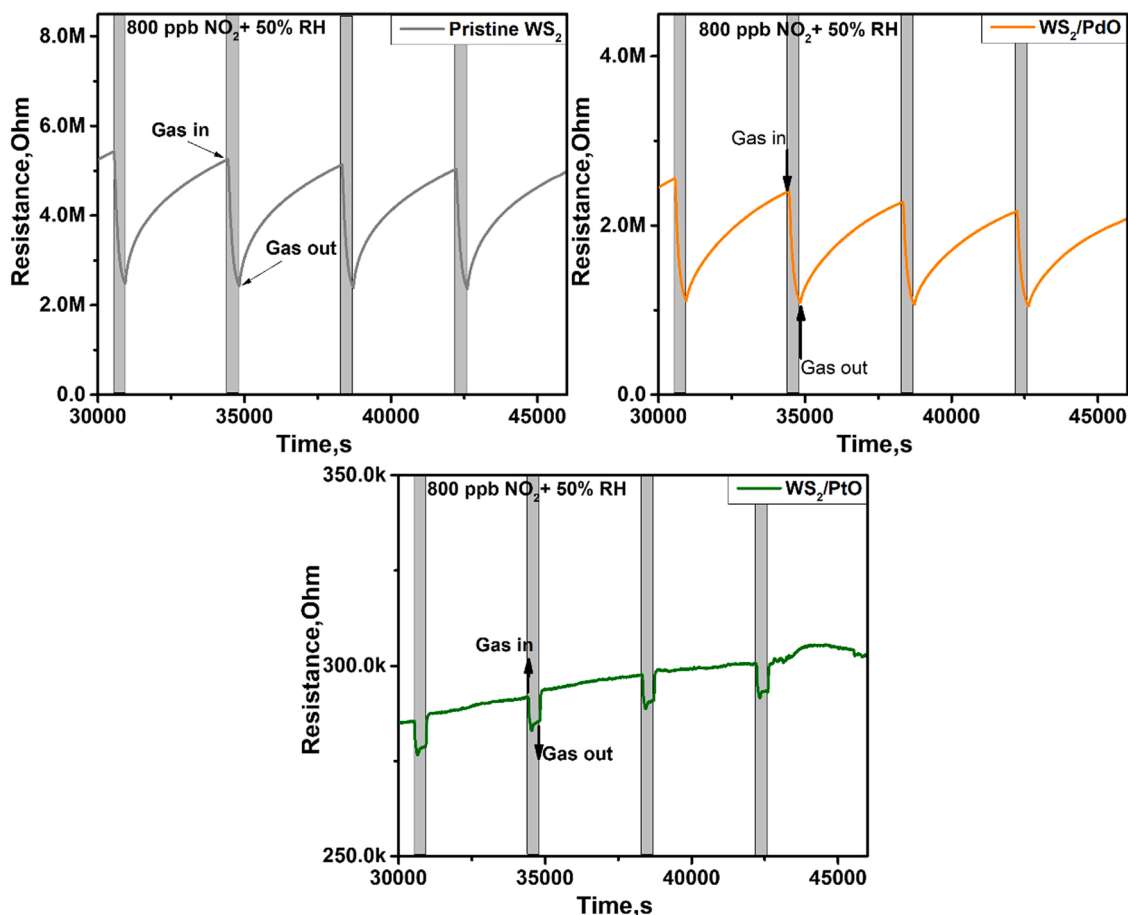 800 ppb NO₂+ 50% RH
Pristine WS₂
8.0M
6.0M
4.0M
2.0M
0.0
Resistance,Ohm
Gas in
Gas out
30000 35000 40000 45000
Time,s
800 ppb NO₂+ 50% RH
WS₂/PdO
4.0M
2.0M
0.0
Resistance,Ohm
Gas in
Gas out
30000 35000 40000 45000
Time,s
800 ppb NO₂+ 50% RH
WS₂/PtO
350.0k
300.0k
250.0k
Resistance,Ohm
Gas in
Gas out
30000 35000 40000 45000
Time,s